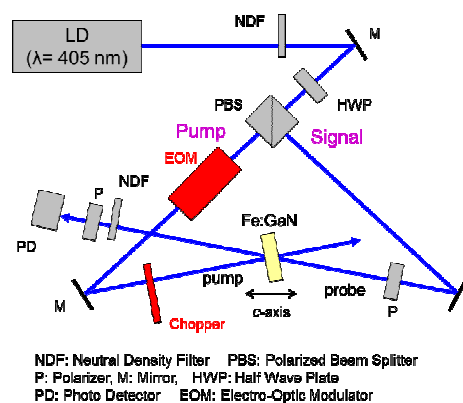 LD
(λ= 405 nm)
NDF
M
HWP
PBS
Pump
Signal
EOM
NDF
P
PD
Fe:GaN
pump
probe
c-axis
P
M
Chopper
NDF: Neutral Density Filter PBS: Polarized Beam Splitter
P: Polarizer, M: Mirror, HWP: Half Wave Plate
PD: Photo Detector EOM: Electro-Optic Modulator